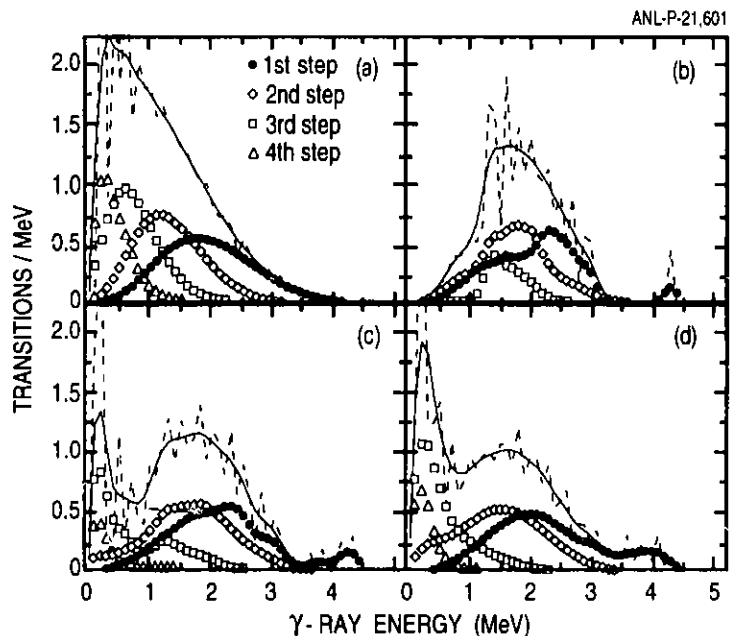 ANL-P-21,601
2.0
1.5
1.0
0.5
0
(a)
● 1st step
◇ 2nd step
□ 3rd step
△ 4th step
(b)
2.0
1.5
1.0
0.5
0
(c)
(d)
TRANSITIONS / MeV
0 1 2 3 4 0 1 2 3 4 5
γ-RAY ENERGY (MeV)